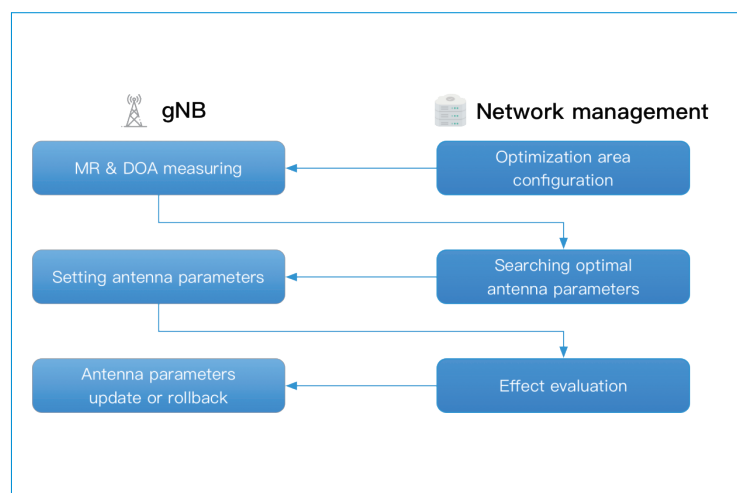 gNB
Network management
MR & DOA measuring
Optimization area
configuration
Setting antenna parameters
Searching optimal
antenna parameters
Antenna parameters
update or rollback
Effect evaluation